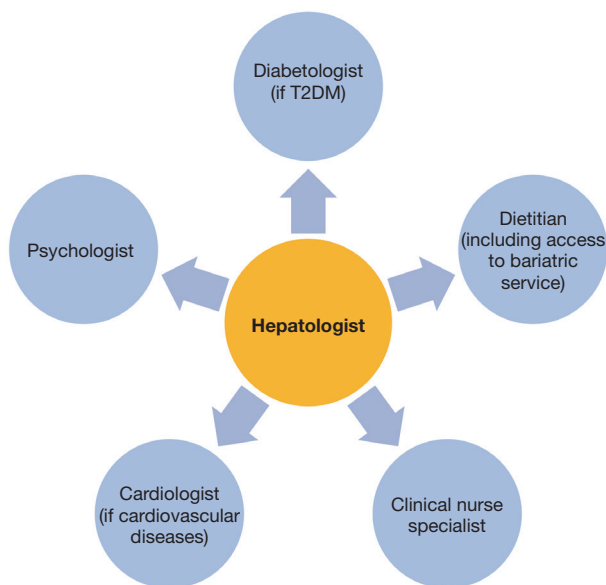 Diabetologist
(if T2DM)
Psychologist
Dietitian
(including access
to bariatric
service)
Hepatologist
Cardiologist
(if cardiovascular
diseases)
Clinical nurse
specialist